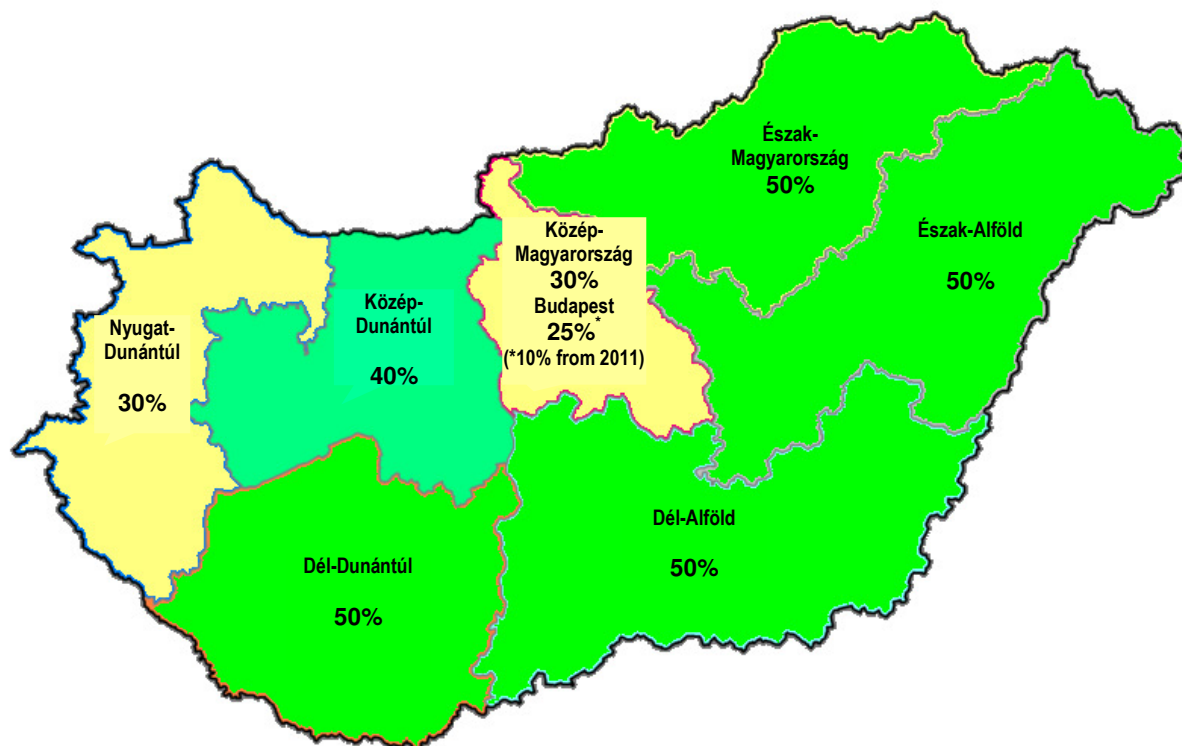 Észak-
Magyarország
50%
Észak-Alföld
50%
Közép-
Magyarország
30%
Budapest
25%*
(*10% from 2011)
Közép-
Dunántúl
40%
Nyugat-
Dunántúl
30%
Dél-Alföld
50%
Dél-Dunántúl
50%